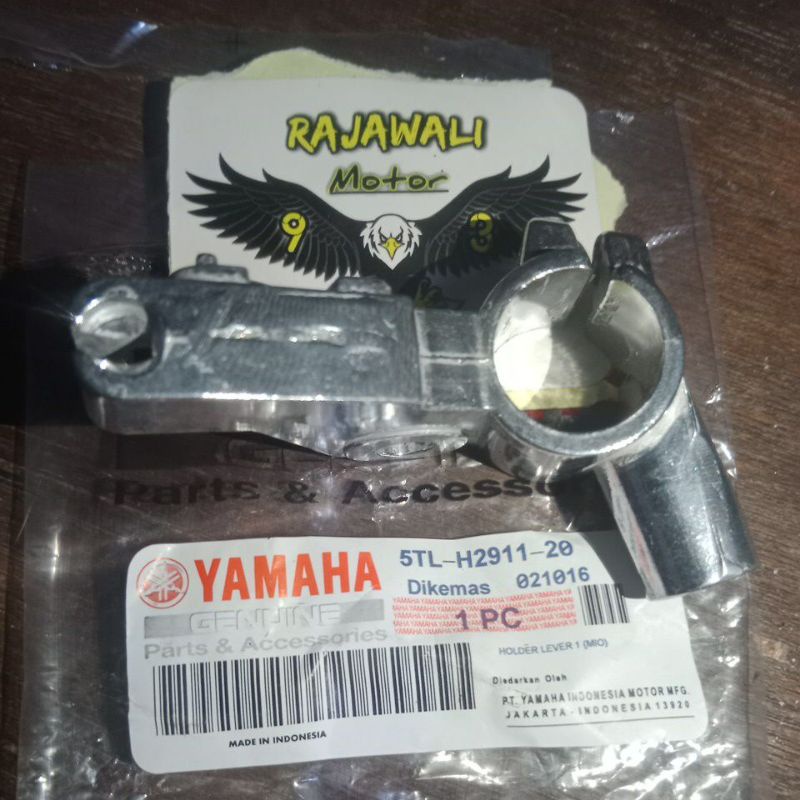 RAJAWALI
Motor
9 3
Parts & Accesso
YAMAHA
GENUINE
Parts & Accessories
5TL-H2911-20
Dikemas 021016
1 PC
HOLDER LEVER 1 (MIO)
Diedarkan Oleh
PT. YAMAHA INDONESIA MOTOR MFG.
JAKARTA - INDONESIA 13920
MADE IN INDONESIA